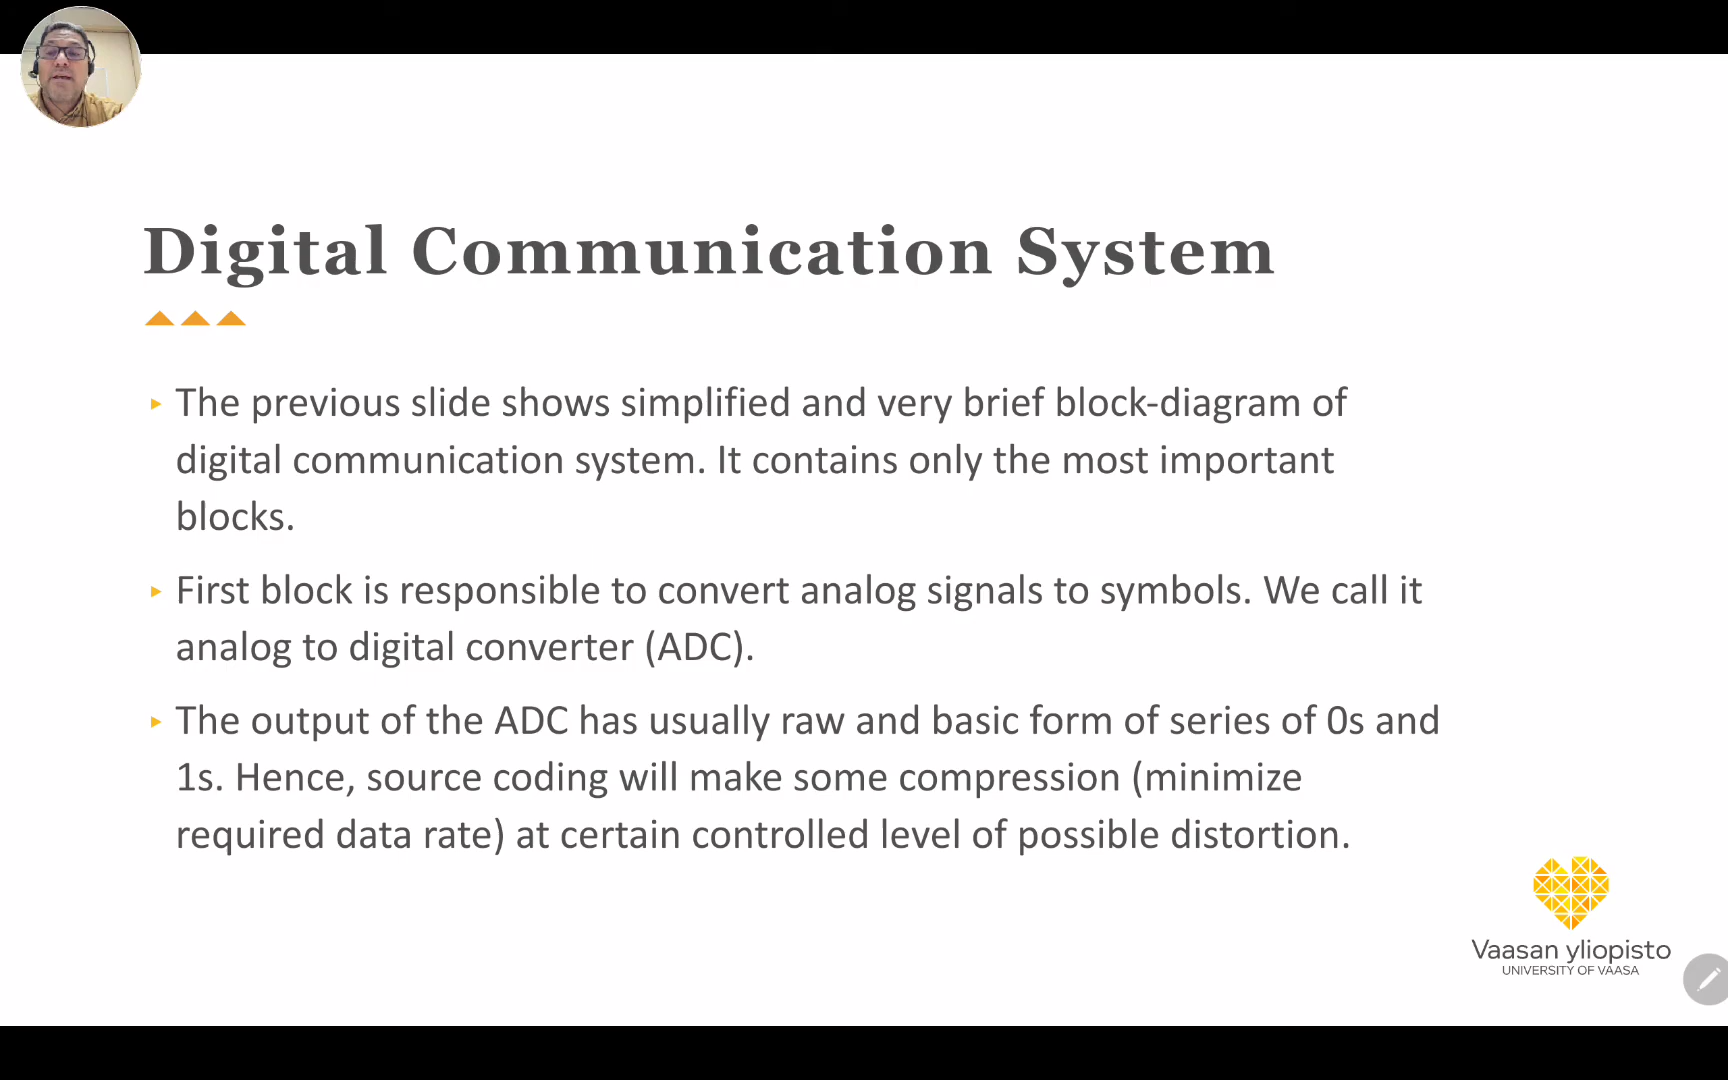 Digital Communication System
The previous slide shows simplified and very brief block-diagram of
digital communication system. It contains only the most important
blocks.
First block is responsible to convert analog signals to symbols. We call it
analog to digital converter (ADC).
The output of the ADC has usually raw and basic form of series of 0s and
1s. Hence, source coding will make some compression (minimize
required data rate) at certain controlled level of possible distortion.
Vaasan yliopisto
UNIVERSITY OF VAASA